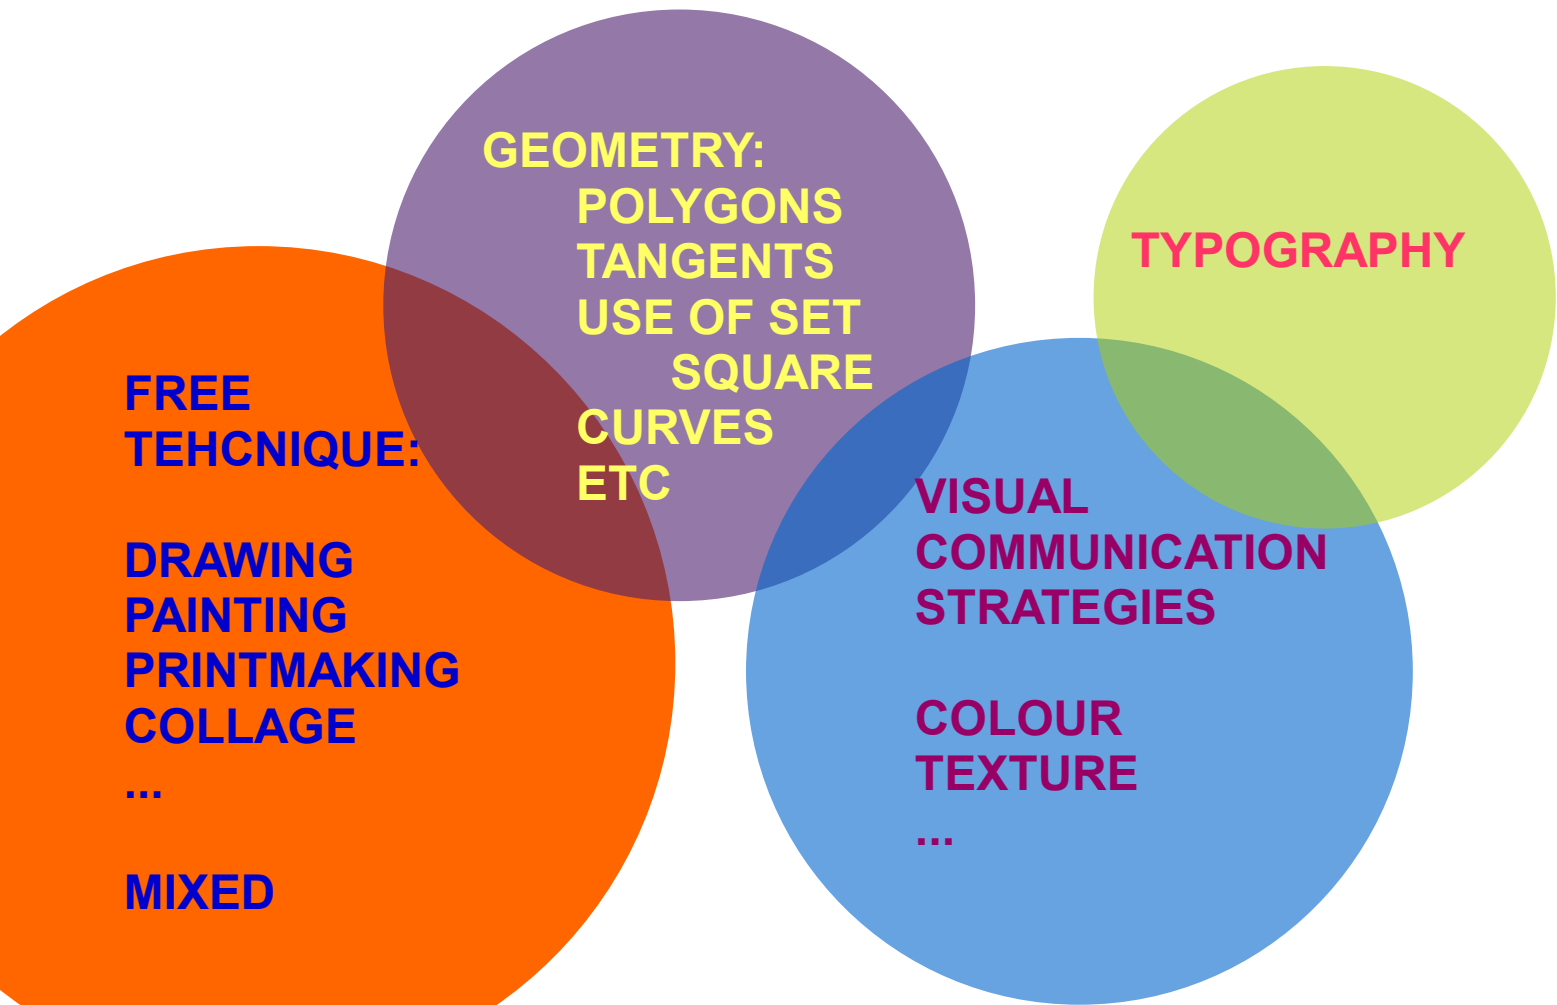 GEOMETRY:
POLYGONS
TANGENTS
USE OF SET
SQUARE
CURVES
ETC
TYPOGRAPHY
FREE
TEHCNIQUE:
DRAWING
PAINTING
PRINTMAKING
COLLAGE
...
MIXED
VISUAL
COMMUNICATION
STRATEGIES
COLOUR
TEXTURE
...